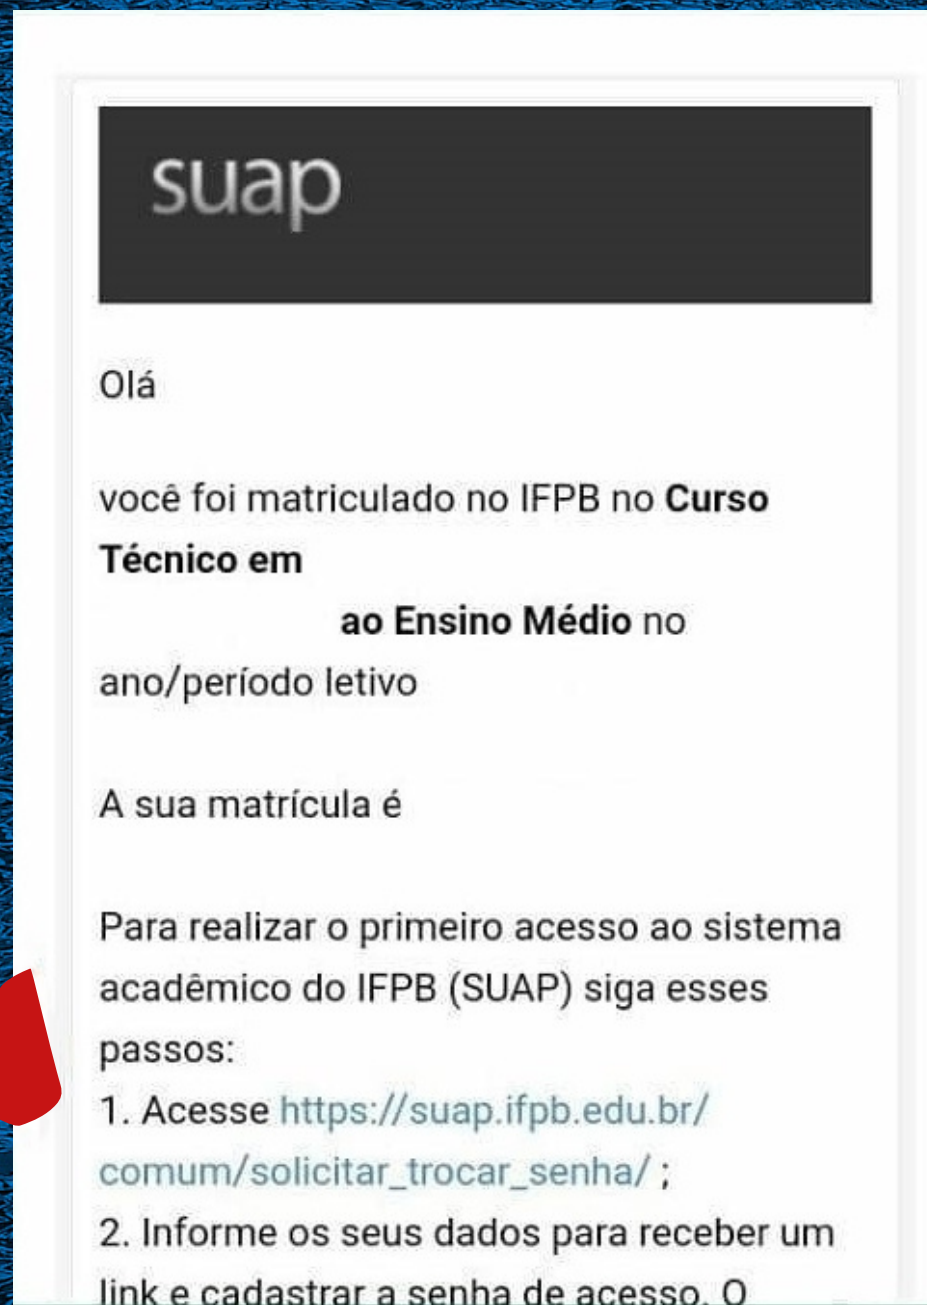 suap
Olá
você foi matriculado no IFPB no Curso
Técnico em
ao Ensino Médio no
ano/período letivo
A sua matrícula é
Para realizar o primeiro acesso ao sistema
acadêmico do IFPB (SUAP) siga esses
passos:
1. Acesse https://suap.ifpb.edu.br/
comum/solicitar_trocar_senha/ ;
2. Informe os seus dados para receber um
link e cadastrar a senha de acesso. O